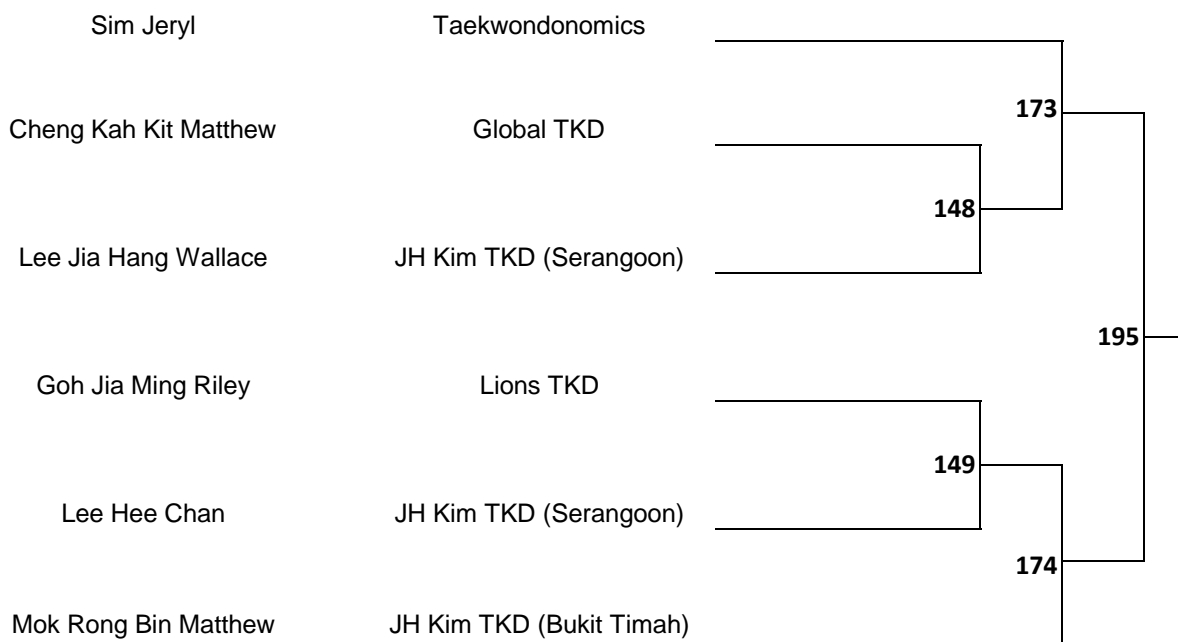 Sim Jeryl Taekwondonomics
173
Cheng Kah Kit Matthew Global TKD
148
Lee Jia Hang Wallace JH Kim TKD (Serangoon)
195
Goh Jia Ming Riley Lions TKD
149
Lee Hee Chan JH Kim TKD (Serangoon)
174
Mok Rong Bin Matthew JH Kim TKD (Bukit Timah)